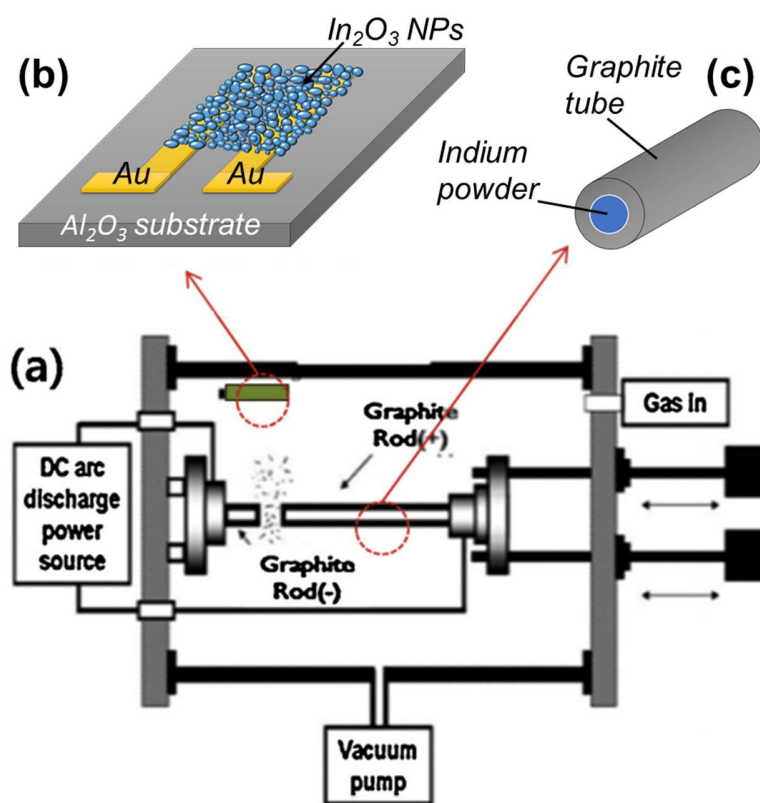 (b)
In₂O₃ NPs
Au
Au
Al₂O₃ substrate
Graphite
tube
(c)
Indium
powder
(a)
DC arc
discharge
power
source
Graphite
Rod(+)
Graphite
Rod(-)
Gas in
Vacuum
pump